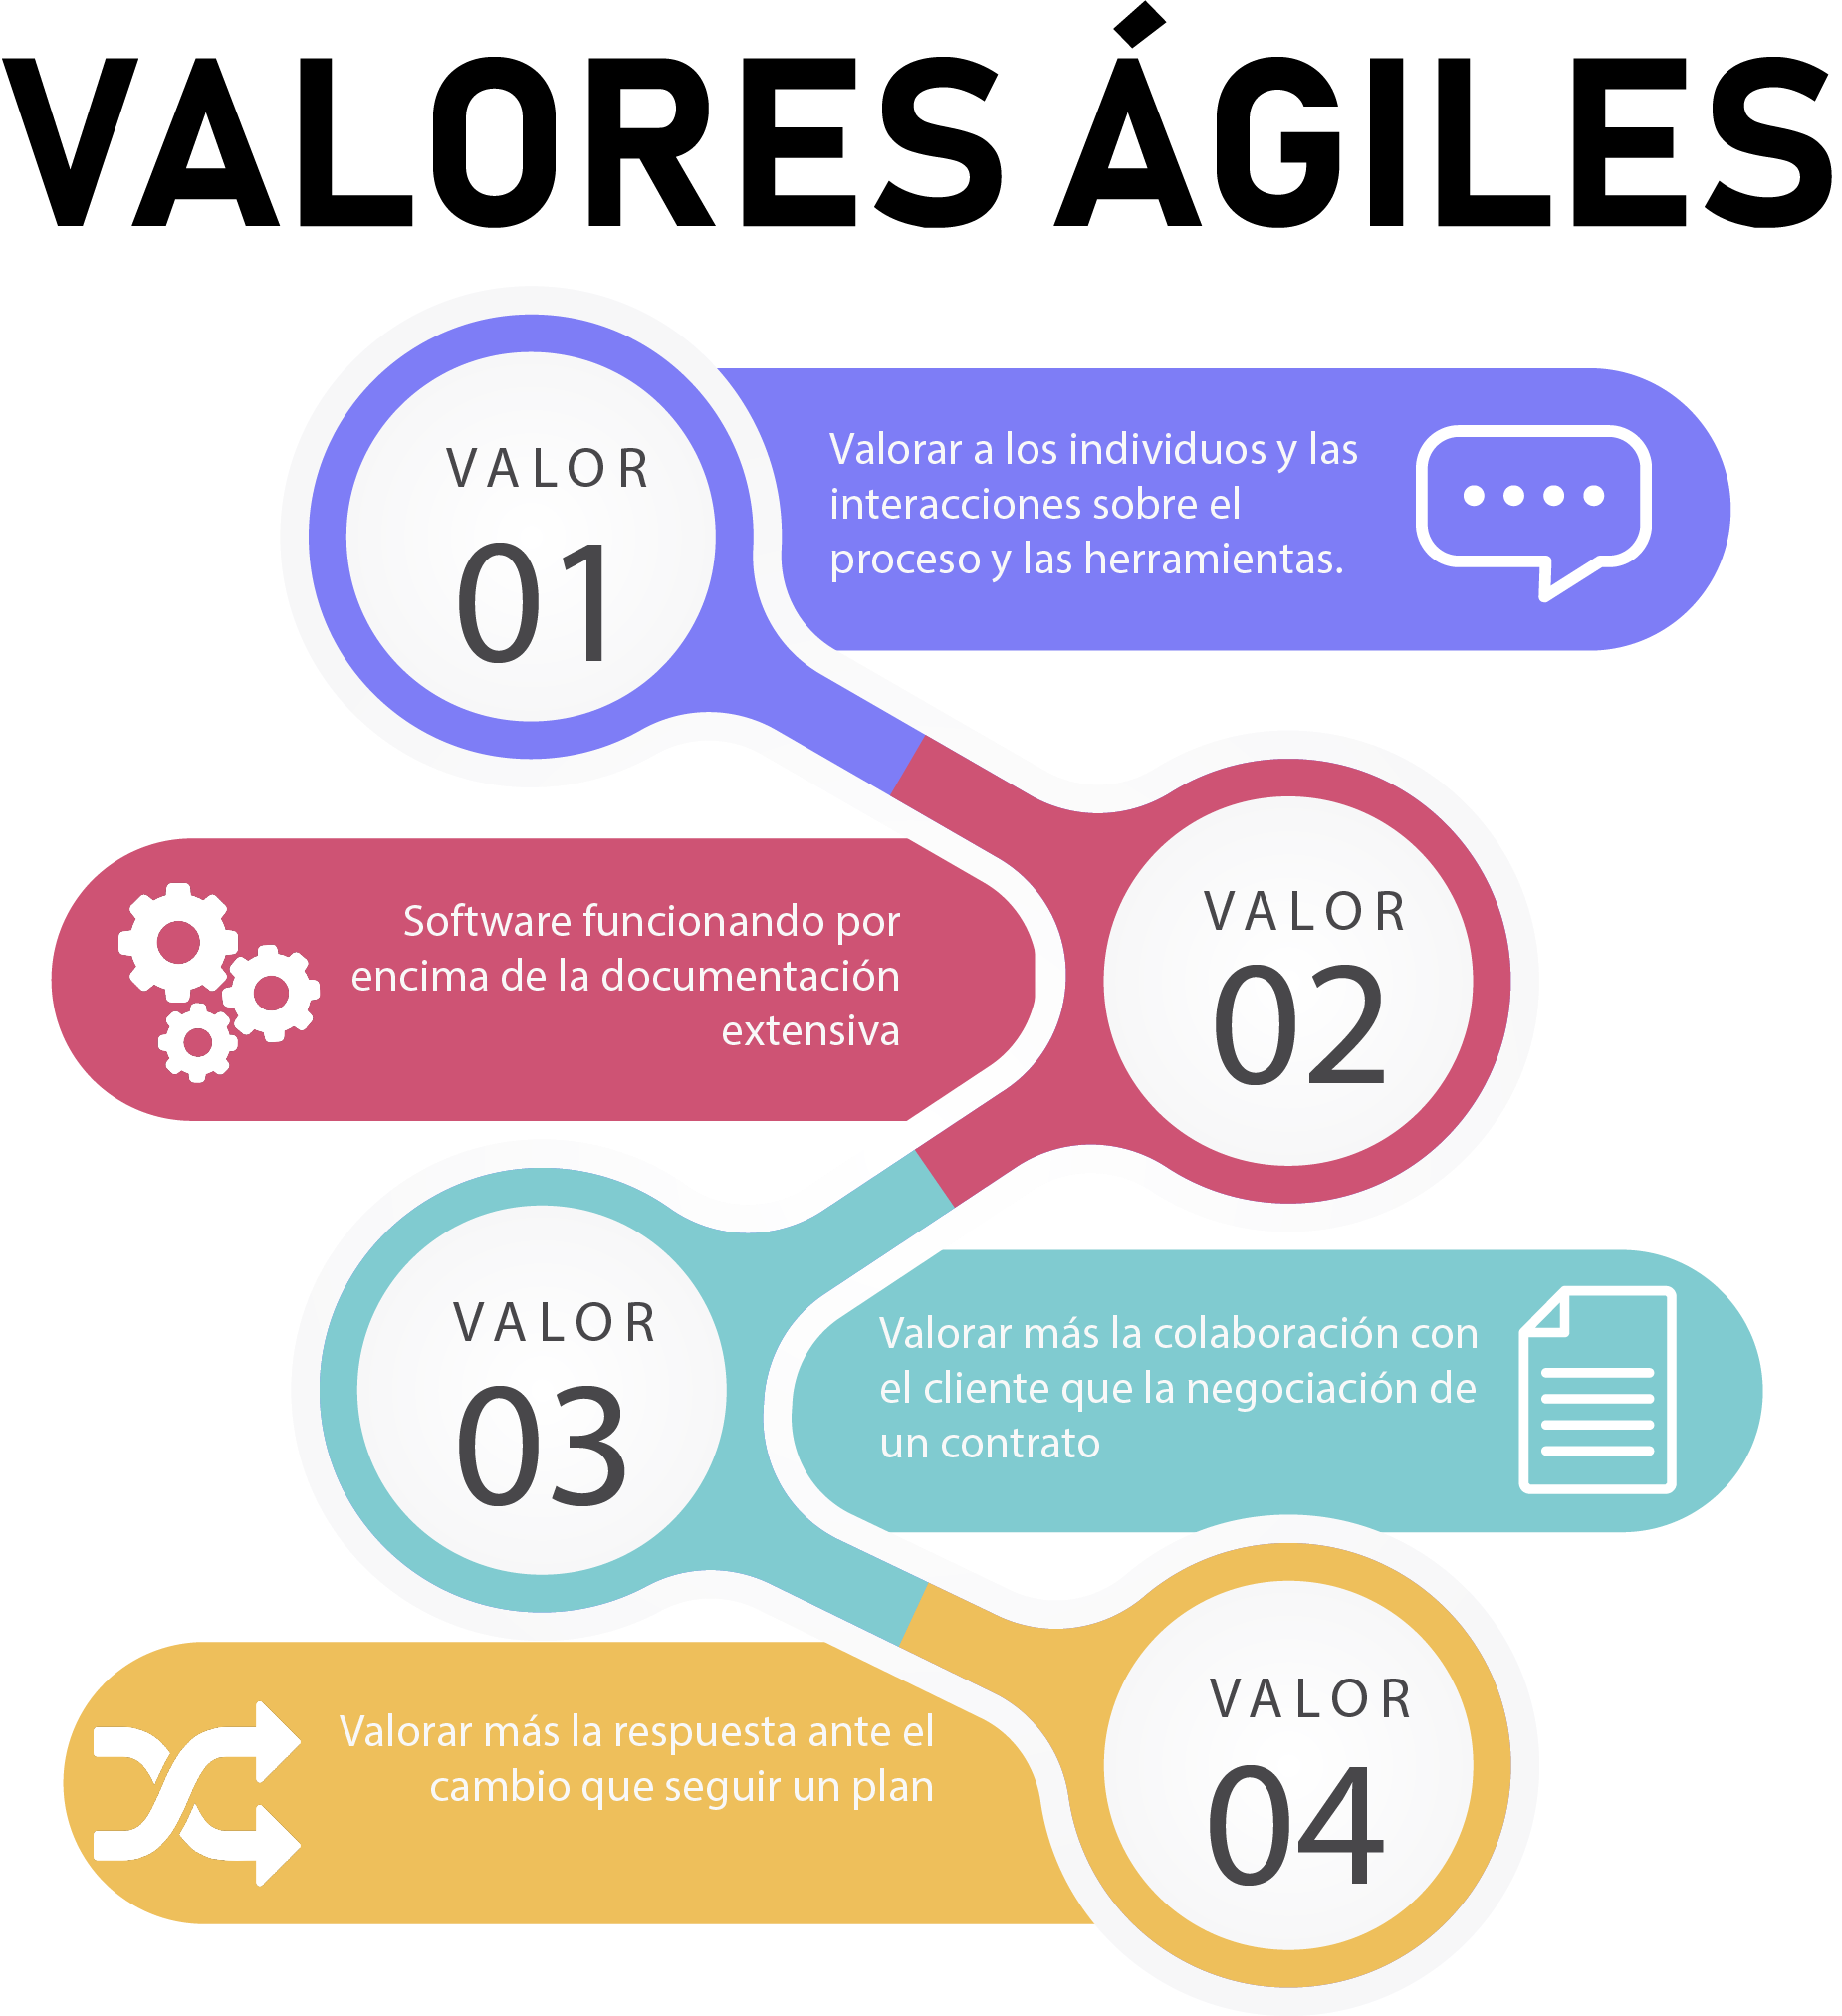 VALORES ÁGILES
VALOR
01
Valorar a los individuos y las
interacciones sobre el
proceso y las herramientas.
Software funcionando por
encima de la documentación
extensiva
VALOR
02
VALOR
03
Valorar más la colaboración con
el cliente que la negociación de
un contrato
Valorar más la respuesta ante el
cambio que seguir un plan
VALOR
04